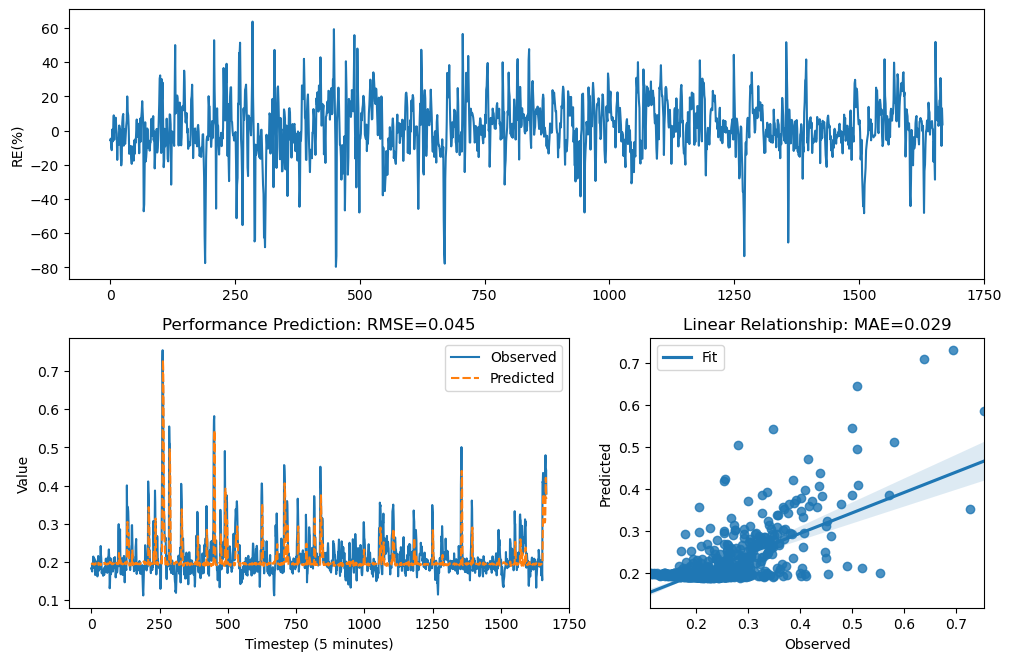 60
40
20
0
−20
−40
−60
−80
RE(%)
0 250 500 750 1000 1250 1500 1750
Performance Prediction: RMSE=0.045
Observed
Predicted
0.7
0.6
0.5
0.4
0.3
0.2
0.1
Value
0 250 500 750 1000 1250 1500 1750
Timestep (5 minutes)
Linear Relationship: MAE=0.029
Fit
0.7
0.6
0.5
0.4
0.3
0.2
Predicted
0.2 0.3 0.4 0.5 0.6 0.7
Observed